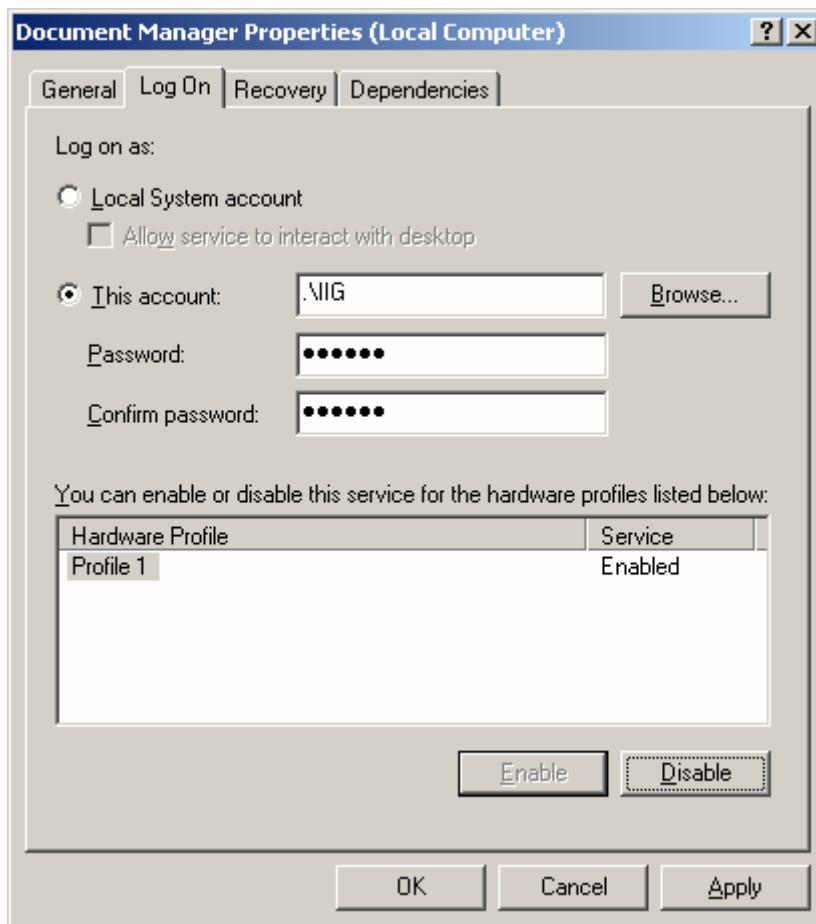 Document Manager Properties (Local Computer)
General Log On Recovery Dependencies
Log on as:
Local System account
Allow service to interact with desktop
This account: .\IIG Browse...
Password: ●●●●●●
Confirm password: ●●●●●●
You can enable or disable this service for the hardware profiles listed below:
Hardware Profile Service
Profile 1 Enabled
Enable Disable
OK Cancel Apply